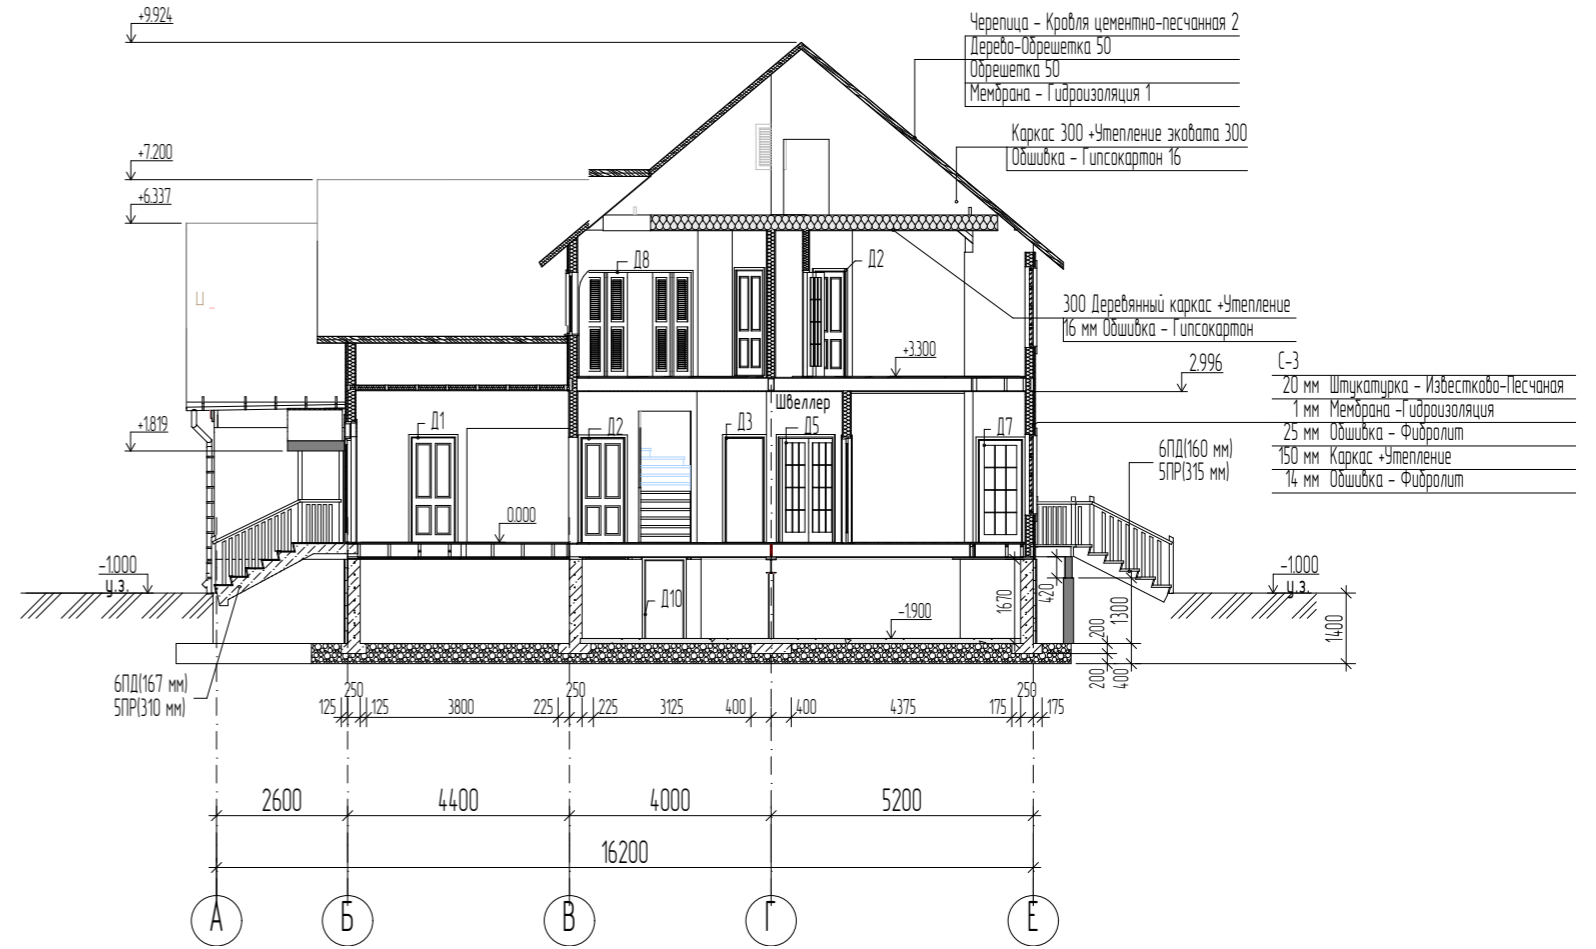 +9.924
Черепица - Кровля цементно-песчанная 2
Дерево-Обрешетка 50
Обрешетка 50
Мембрана - Гидроизоляция 1
Каркас 300 +Утепление эковата 300
Обшивка - Гипсокартон 16
+7.200
+6.337
Д8
Д2
300 Деревянный каркас +Утепление
16 мм Обшивка - Гипсокартон
+3.300
2.996
С-3
20 мм Штукатурка - Известково-Песчаная
1 мм Мембрана -Гидроизоляция
25 мм Обшивка - Фибролит
150 мм Каркас +Утепление
14 мм Обшивка - Фибролит
Швеллер
+1.819
Д1
Д2
Д3
Д5
Д7
6ПД(160 мм)
5ПР(315 мм)
0.000
-1.000
у.з.
-1.000
у.з.
Д10
-1.900
1670
420
1300
200
1400
200
400
6ПД(167 мм)
5ПР(310 мм)
250
250
250
125
125
3800
225
225
3125
400
400
4375
175
175
2600
4400
4000
5200
16200
А
Б
В
Г
Е